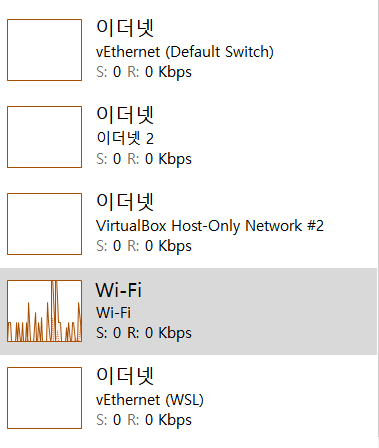 이더넷
vEthernet (Default Switch)
S: 0 R: 0 Kbps
이더넷
이더넷 2
S: 0 R: 0 Kbps
이더넷
VirtualBox Host-Only Network #2
S: 0 R: 0 Kbps
Wi-Fi
Wi-Fi
S: 0 R: 0 Kbps
이더넷
vEthernet (WSL)
S: 0 R: 0 Kbps